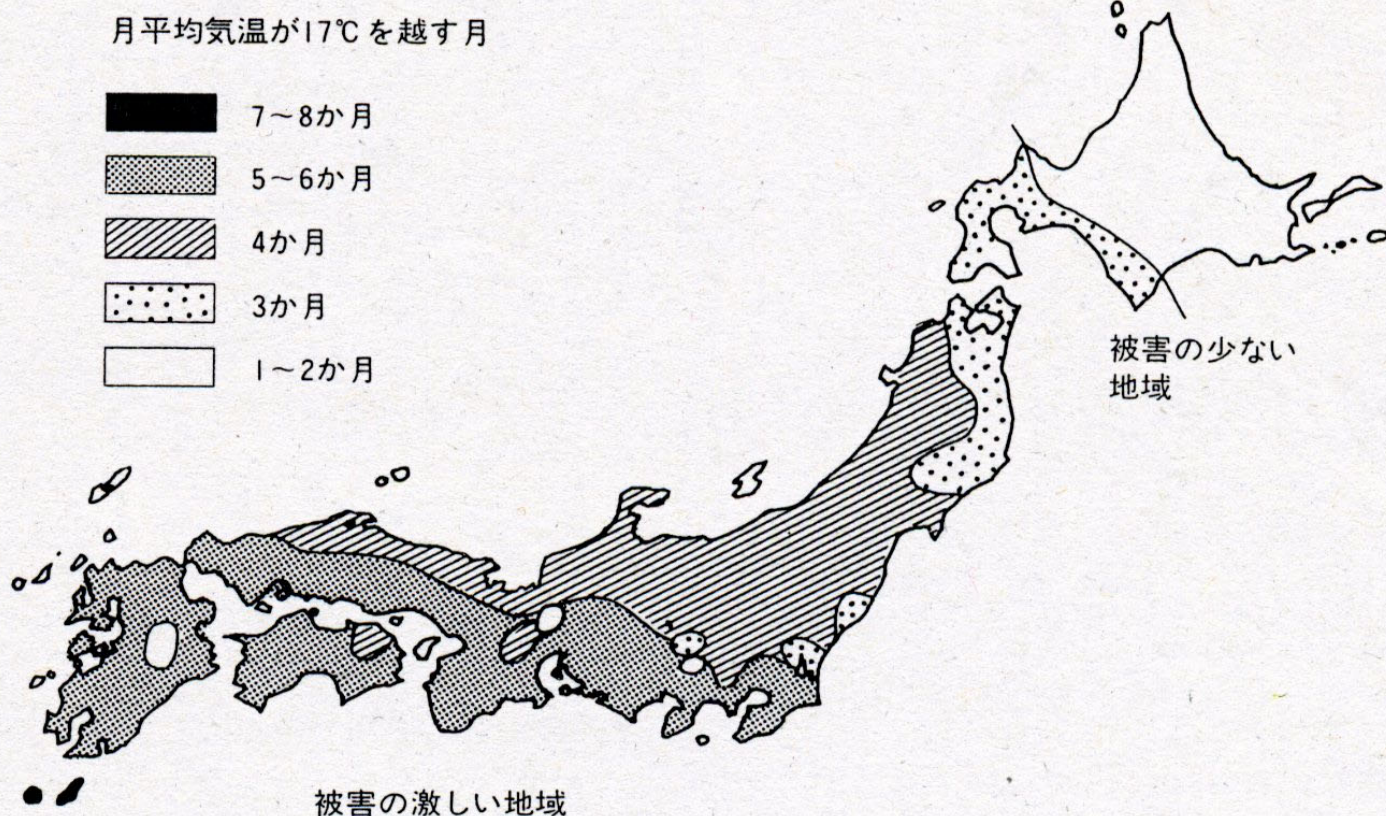 月平均気温が17℃を越す月
7～8か月
5～6か月
4か月
3か月
1～2か月
被害の少ない
地域
被害の激しい地域